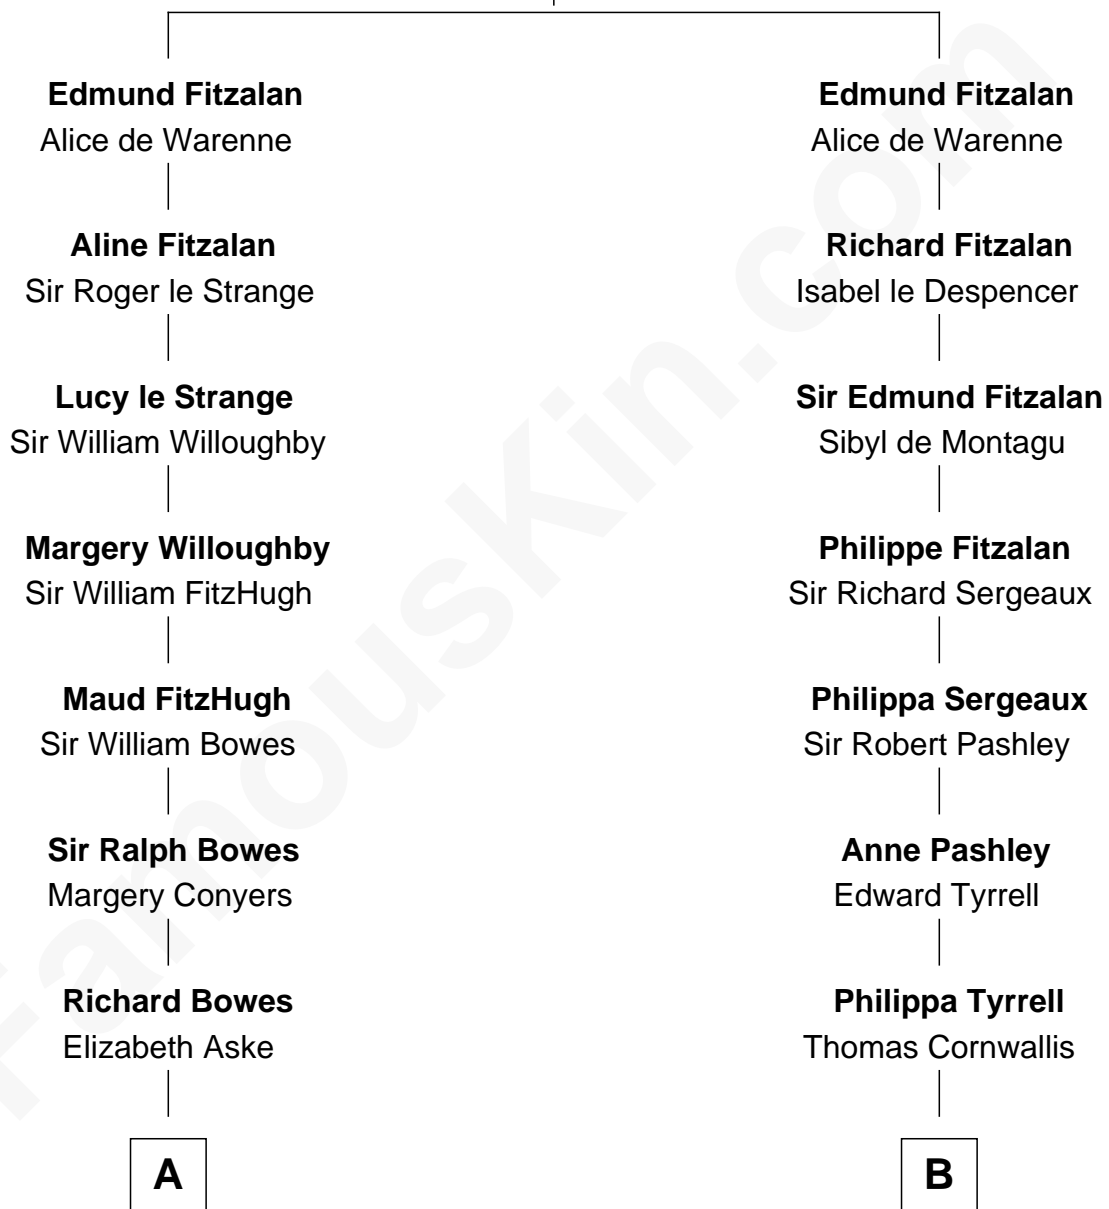 Edmund Fitzalan
Alice de Warenne
Aline Fitzalan
Sir Roger le Strange
Lucy le Strange
Sir William Willoughby
Margery Willoughby
Sir William FitzHugh
Maud FitzHugh
Sir William Bowes
Sir Ralph Bowes
Margery Conyers
Richard Bowes
Elizabeth Aske
A
Edmund Fitzalan
Alice de Warenne
Richard Fitzalan
Isabel le Despencer
Sir Edmund Fitzalan
Sibyl de Montagu
Philippe Fitzalan
Sir Richard Sergeaux
Philippa Sergeaux
Sir Robert Pashley
Anne Pashley
Edward Tyrrell
Philippa Tyrrell
Thomas Cornwallis
B
FamousKin.com